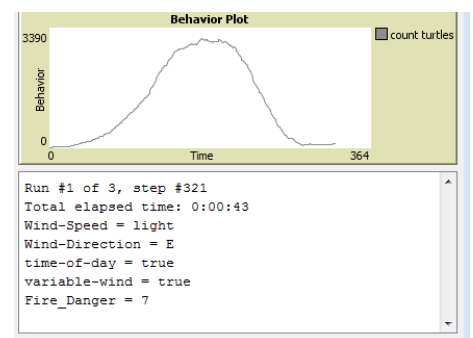 Behavior Plot
3390
count turtles
Behavior
0
0 Time 364
Run #1 of 3, step #321
Total elapsed time: 0:00:43
Wind-Speed = light
Wind-Direction = E
time-of-day = true
variable-wind = true
Fire_Danger = 7